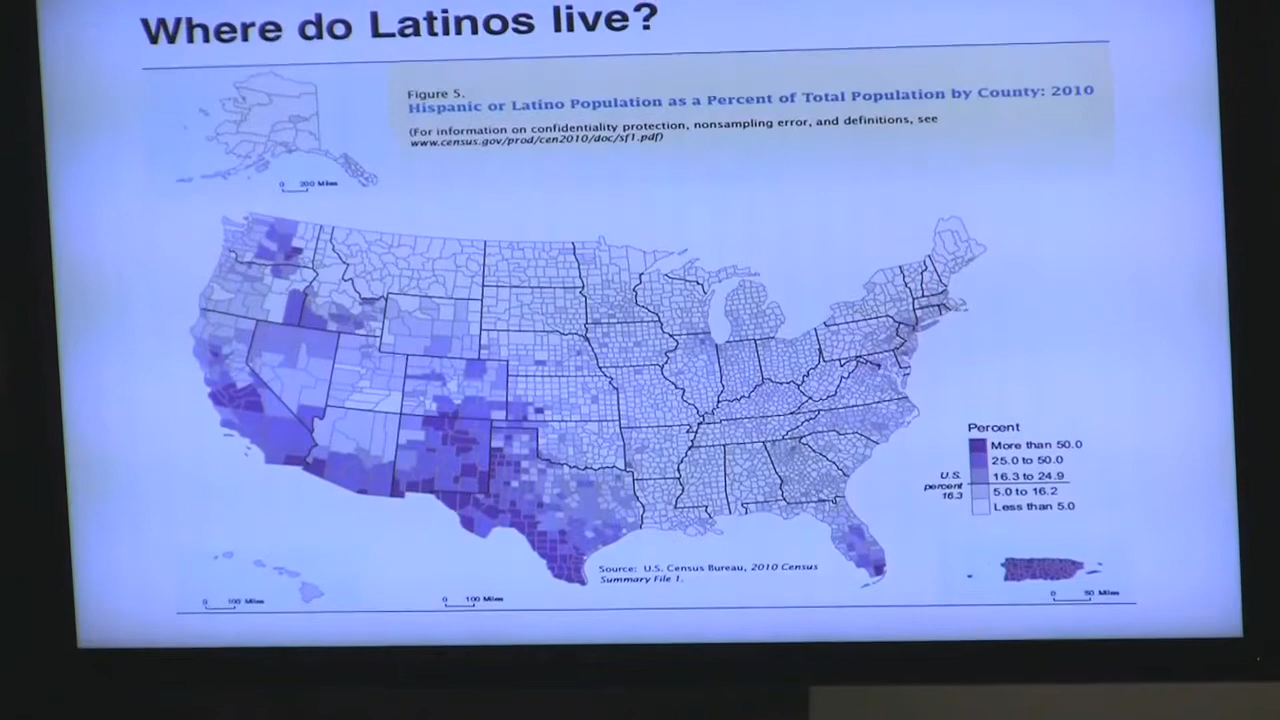 Where do Latinos live?
Figure 5.
Hispanic or Latino Population as a Percent of Total Population by County: 2010
(For information on confidentiality protection, nonsampling error, and definitions, see
www.census.gov/prod/cen2010/doc/sf1.pdf)
0 200 Miles
Percent
More than 50.0
25.0 to 50.0
16.3 to 24.9
5.0 to 16.2
Less than 5.0
U.S.
percent
16.3
Source: U.S. Census Bureau, 2010 Census
Summary File 1.
0 100 Miles
0 100 Miles
0 50 Miles